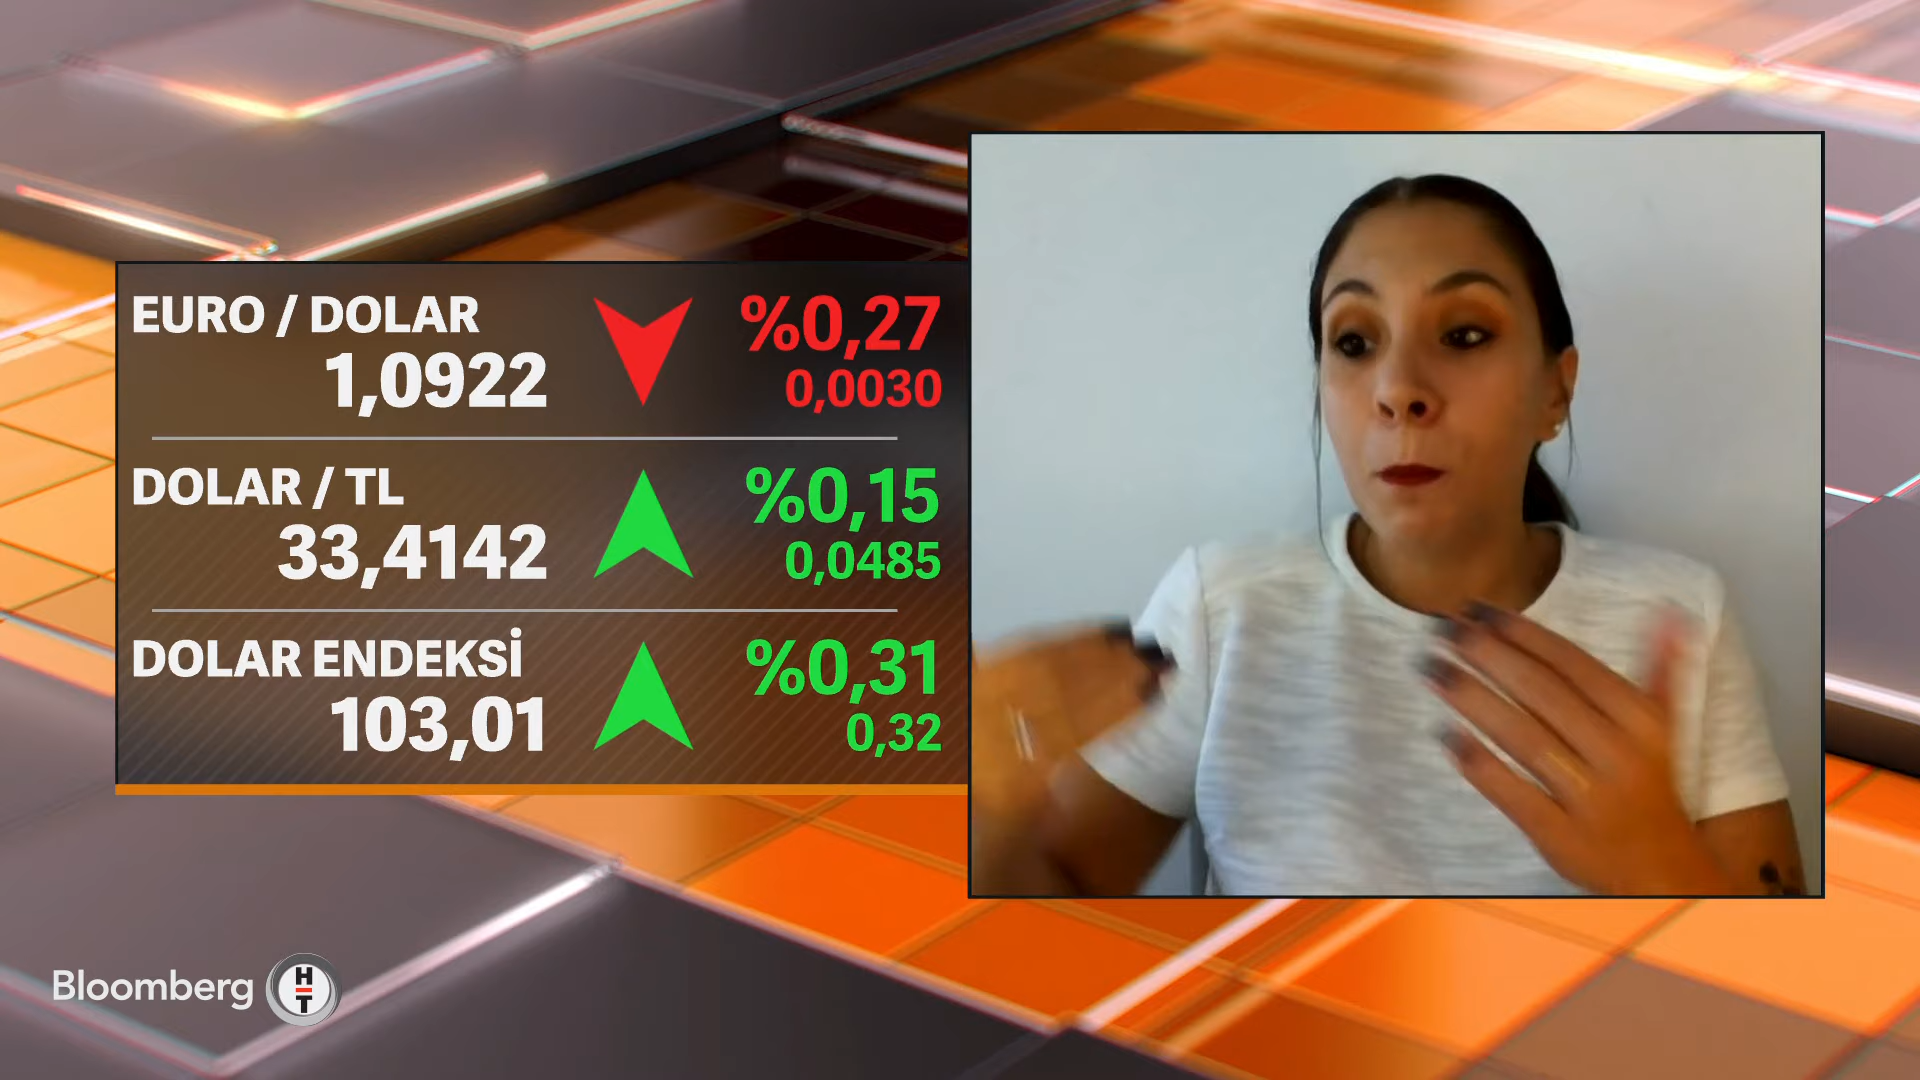 EURO / DOLAR
1,0922
%0,27
0,0030
DOLAR / TL
33,4142
%0,15
0,0485
DOLAR ENDEKSİ
103,01
%0,31
0,32
Bloomberg HT